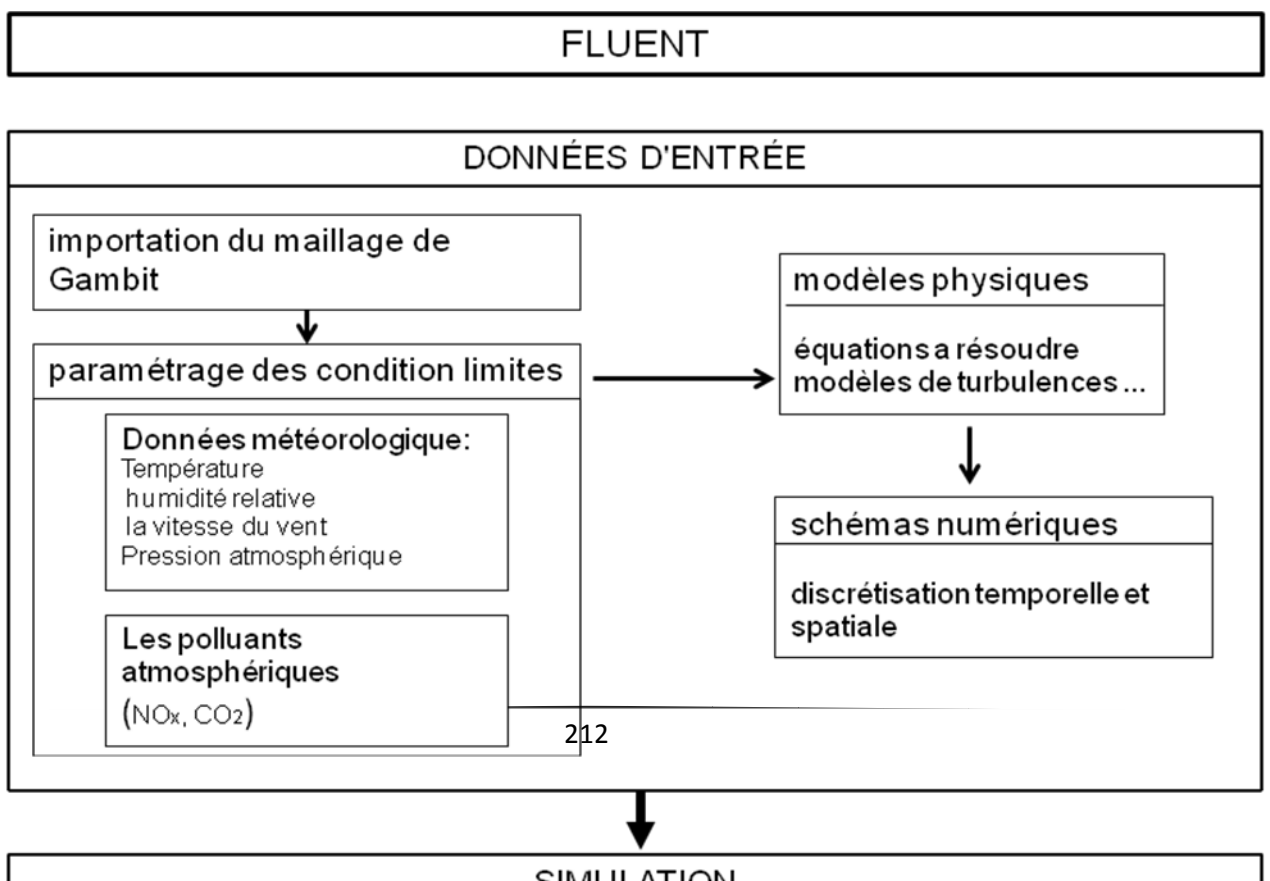 FLUENT
DONNÉES D'ENTRÉE
importation du maillage de
Gambit
paramétrage des condition limites
Données météorologique:
Température
humidité relative
la vitesse du vent
Pression atmosphérique
Les polluants
atmosphériques
(NOx, CO2)
modèles physiques
équations a résoudre
modèles de turbulences ...
schémas numériques
discrétisation temporelle et
spatiale
212
SIMULATION